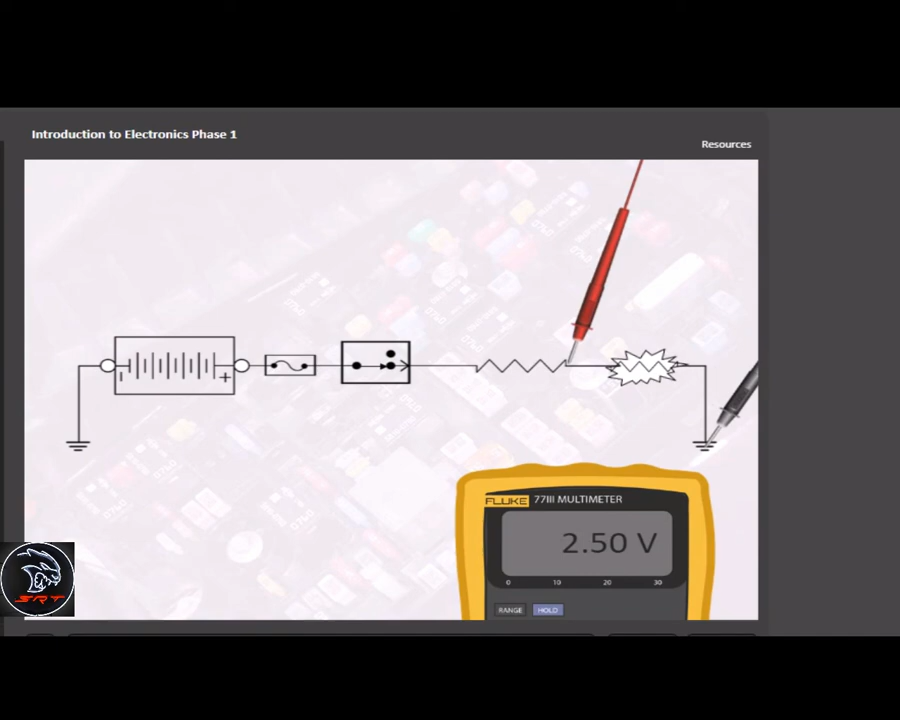 Introduction to Electronics Phase 1
Resources
FLUKE 77III MULTIMETER
2.50 V
0 10 20 30
RANGE HOLD
SRT